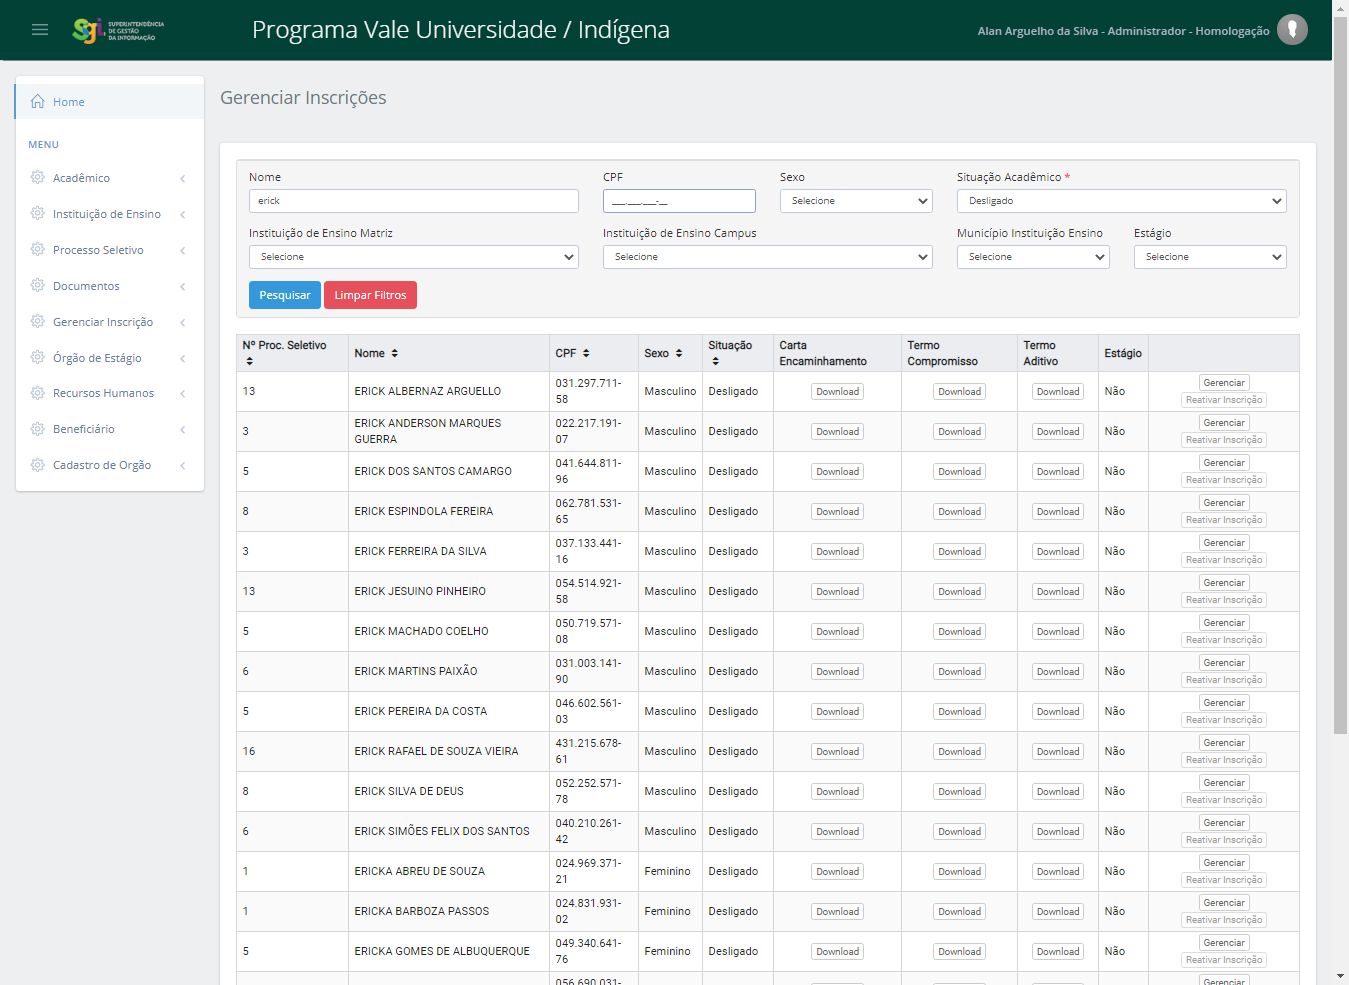 Sgi SUPERINTENDÊNCIA
DE GESTÃO
DA INFORMAÇÃO
Programa Vale Universidade / Indígena
Alan Arguelho da Silva - Administrador - Homologação
Home
MENU
Acadêmico
Instituição de Ensino
Processo Seletivo
Documentos
Gerenciar Inscrição
Órgão de Estágio
Recursos Humanos
Beneficiário
Cadastro de Orgão
Gerenciar Inscrições
Nome CPF Sexo Situação Acadêmico *
erick ___.___.___-__ Selecione Desligado
Instituição de Ensino Matriz Instituição de Ensino Campus Município Instituição Ensino Estágio
Selecione Selecione Selecione Selecione
Pesquisar Limpar Filtros
Nº Proc. Seletivo Nome CPF Sexo Situação Carta Encaminhamento Termo Compromisso Termo Aditivo Estágio
13 ERICK ALBERNAZ ARGUELLO 031.297.711-58 Masculino Desligado Download Download Download Não Gerenciar Reativar Inscrição
3 ERICK ANDERSON MARQUES GUERRA 022.217.191-07 Masculino Desligado Download Download Download Não Gerenciar Reativar Inscrição
5 ERICK DOS SANTOS CAMARGO 041.644.811-96 Masculino Desligado Download Download Download Não Gerenciar Reativar Inscrição
8 ERICK ESPINDOLA FEREIRA 062.781.531-65 Masculino Desligado Download Download Download Não Gerenciar Reativar Inscrição
3 ERICK FERREIRA DA SILVA 037.133.441-16 Masculino Desligado Download Download Download Não Gerenciar Reativar Inscrição
13 ERICK JESUINO PINHEIRO 054.514.921-58 Masculino Desligado Download Download Download Não Gerenciar Reativar Inscrição
5 ERICK MACHADO COELHO 050.719.571-08 Masculino Desligado Download Download Download Não Gerenciar Reativar Inscrição
6 ERICK MARTINS PAIXÃO 031.003.141-90 Masculino Desligado Download Download Download Não Gerenciar Reativar Inscrição
5 ERICK PEREIRA DA COSTA 046.602.561-03 Masculino Desligado Download Download Download Não Gerenciar Reativar Inscrição
16 ERICK RAFAEL DE SOUZA VIEIRA 431.215.678-61 Masculino Desligado Download Download Download Não Gerenciar Reativar Inscrição
8 ERICK SILVA DE DEUS 052.252.571-78 Masculino Desligado Download Download Download Não Gerenciar Reativar Inscrição
6 ERICK SIMÕES FELIX DOS SANTOS 040.210.261-42 Masculino Desligado Download Download Download Não Gerenciar Reativar Inscrição
1 ERICKA ABREU DE SOUZA 024.969.371-21 Feminino Desligado Download Download Download Não Gerenciar Reativar Inscrição
1 ERICKA BARBOZA PASSOS 024.831.931-02 Feminino Desligado Download Download Download Não Gerenciar Reativar Inscrição
5 ERICKA GOMES DE ALBUQUERQUE 049.340.641-76 Feminino Desligado Download Download Download Não Gerenciar Reativar Inscrição
056.690.031- Gerenciar